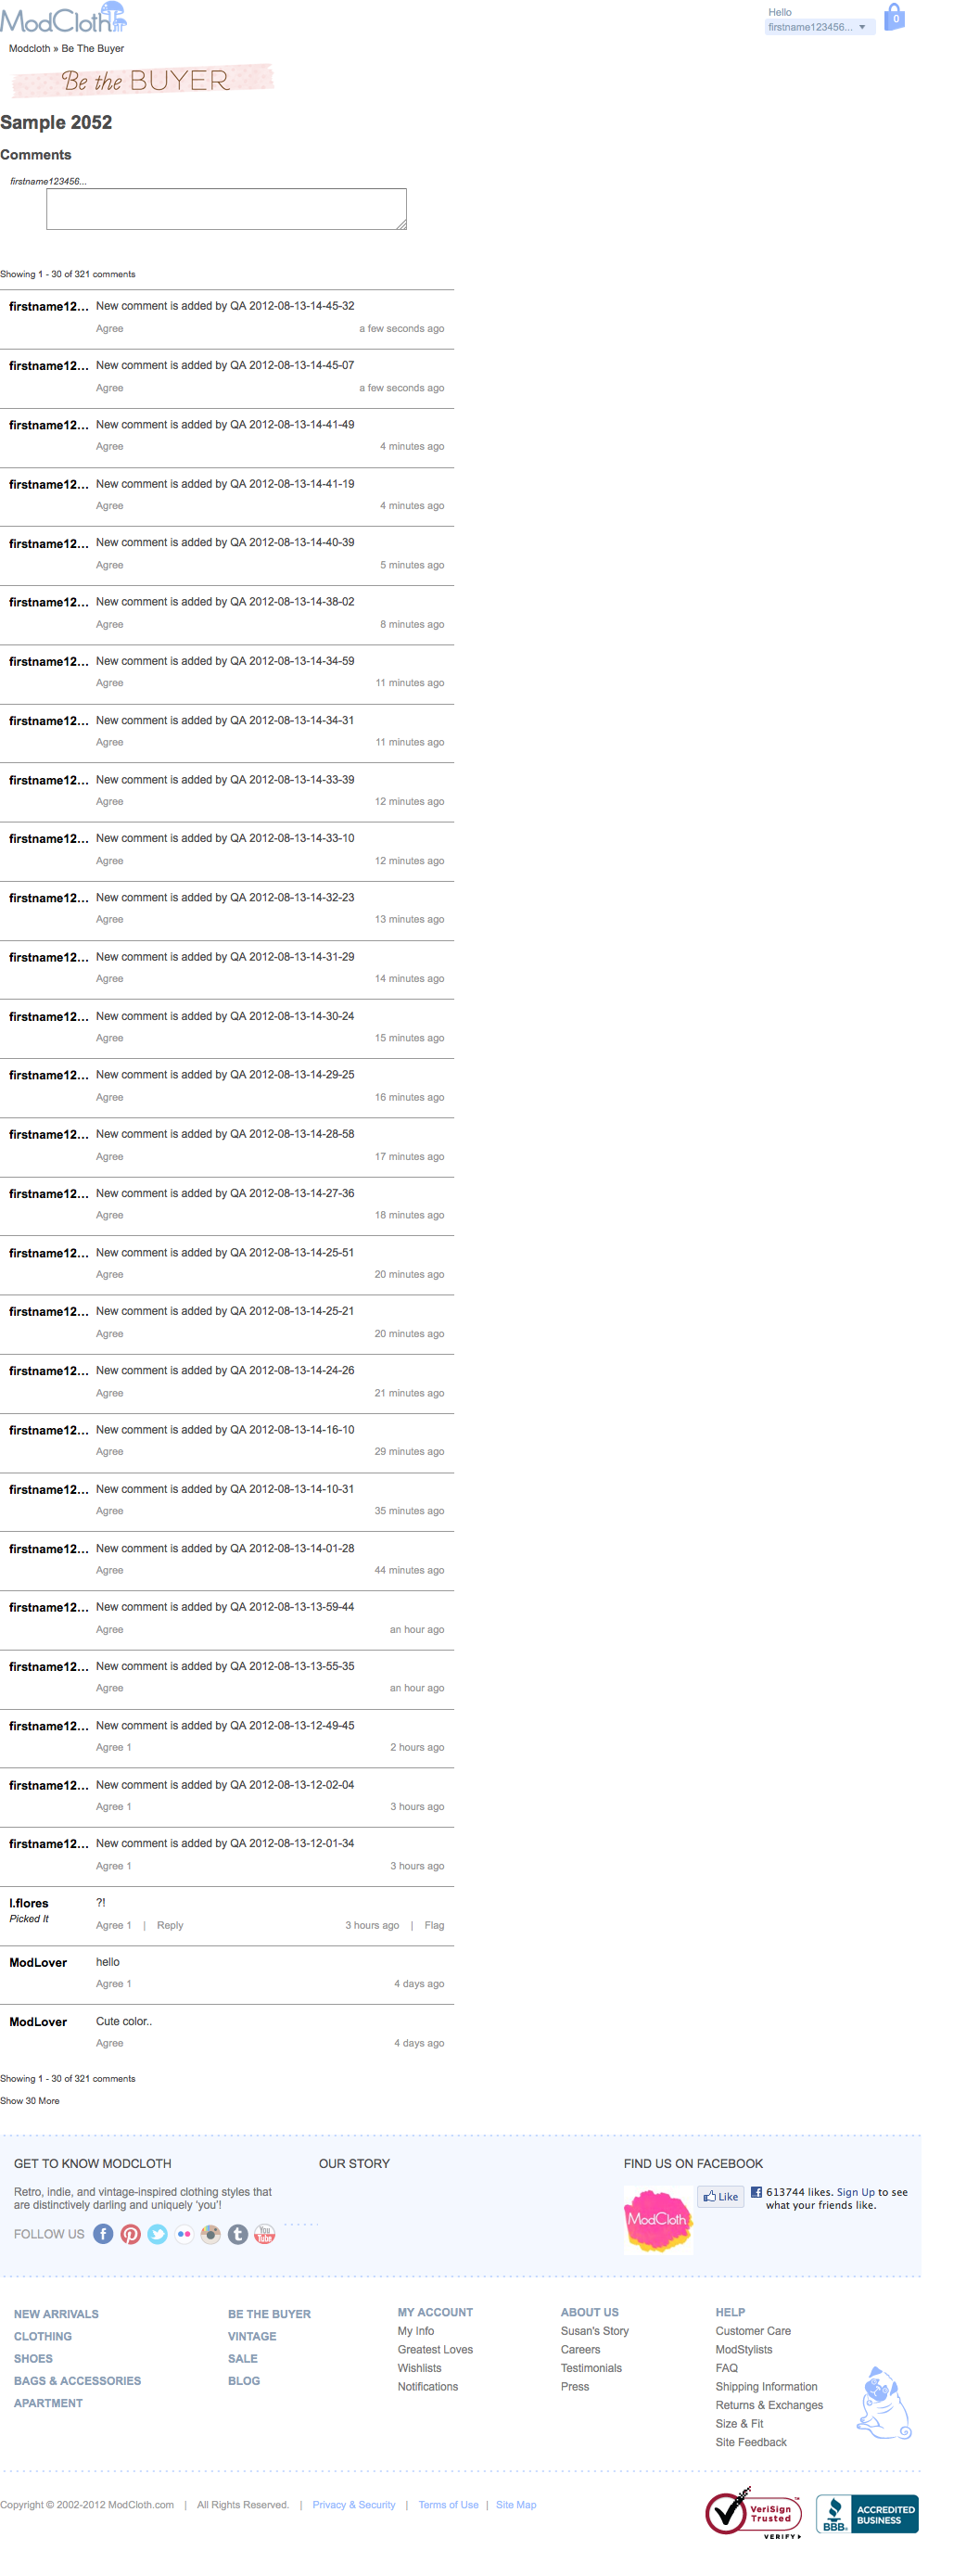 ModCloth
Hello
firstname123456...
0
Modcloth » Be The Buyer
Be the BUYER
Sample 2052
Comments
firstname123456...
Showing 1 - 30 of 321 comments
firstname12... New comment is added by QA 2012-08-13-14-45-32
Agree a few seconds ago
firstname12... New comment is added by QA 2012-08-13-14-45-07
Agree a few seconds ago
firstname12... New comment is added by QA 2012-08-13-14-41-49
Agree 4 minutes ago
firstname12... New comment is added by QA 2012-08-13-14-41-19
Agree 4 minutes ago
firstname12... New comment is added by QA 2012-08-13-14-40-39
Agree 5 minutes ago
firstname12... New comment is added by QA 2012-08-13-14-38-02
Agree 8 minutes ago
firstname12... New comment is added by QA 2012-08-13-14-34-59
Agree 11 minutes ago
firstname12... New comment is added by QA 2012-08-13-14-34-31
Agree 11 minutes ago
firstname12... New comment is added by QA 2012-08-13-14-33-39
Agree 12 minutes ago
firstname12... New comment is added by QA 2012-08-13-14-33-10
Agree 12 minutes ago
firstname12... New comment is added by QA 2012-08-13-14-32-23
Agree 13 minutes ago
firstname12... New comment is added by QA 2012-08-13-14-31-29
Agree 14 minutes ago
firstname12... New comment is added by QA 2012-08-13-14-30-24
Agree 15 minutes ago
firstname12... New comment is added by QA 2012-08-13-14-29-25
Agree 16 minutes ago
firstname12... New comment is added by QA 2012-08-13-14-28-58
Agree 17 minutes ago
firstname12... New comment is added by QA 2012-08-13-14-27-36
Agree 18 minutes ago
firstname12... New comment is added by QA 2012-08-13-14-25-51
Agree 20 minutes ago
firstname12... New comment is added by QA 2012-08-13-14-25-21
Agree 20 minutes ago
firstname12... New comment is added by QA 2012-08-13-14-24-26
Agree 21 minutes ago
firstname12... New comment is added by QA 2012-08-13-14-16-10
Agree 29 minutes ago
firstname12... New comment is added by QA 2012-08-13-14-10-31
Agree 35 minutes ago
firstname12... New comment is added by QA 2012-08-13-14-01-28
Agree 44 minutes ago
firstname12... New comment is added by QA 2012-08-13-13-59-44
Agree an hour ago
firstname12... New comment is added by QA 2012-08-13-13-55-35
Agree an hour ago
firstname12... New comment is added by QA 2012-08-13-12-49-45
Agree 1 2 hours ago
firstname12... New comment is added by QA 2012-08-13-12-02-04
Agree 1 3 hours ago
firstname12... New comment is added by QA 2012-08-13-12-01-34
Agree 1 3 hours ago
l.flores ?!
Picked It
Agree 1 | Reply 3 hours ago | Flag
ModLover hello
Agree 1 4 days ago
ModLover Cute color..
Agree 4 days ago
Showing 1 - 30 of 321 comments
Show 30 More
GET TO KNOW MODCLOTH
Retro, indie, and vintage-inspired clothing styles that
are distinctively darling and uniquely 'you'!
FOLLOW US
You Tube
OUR STORY
FIND US ON FACEBOOK
ModCloth
Like
613744 likes. Sign Up to see
what your friends like.
NEW ARRIVALS
CLOTHING
SHOES
BAGS & ACCESSORIES
APARTMENT
BE THE BUYER
VINTAGE
SALE
BLOG
MY ACCOUNT
My Info
Greatest Loves
Wishlists
Notifications
ABOUT US
Susan's Story
Careers
Testimonials
Press
HELP
Customer Care
ModStylists
FAQ
Shipping Information
Returns & Exchanges
Size & Fit
Site Feedback
Copyright © 2002-2012 ModCloth.com | All Rights Reserved. | Privacy & Security | Terms of Use | Site Map
VeriSign
Trusted
VERIFY
BBB
ACCREDITED
BUSINESS